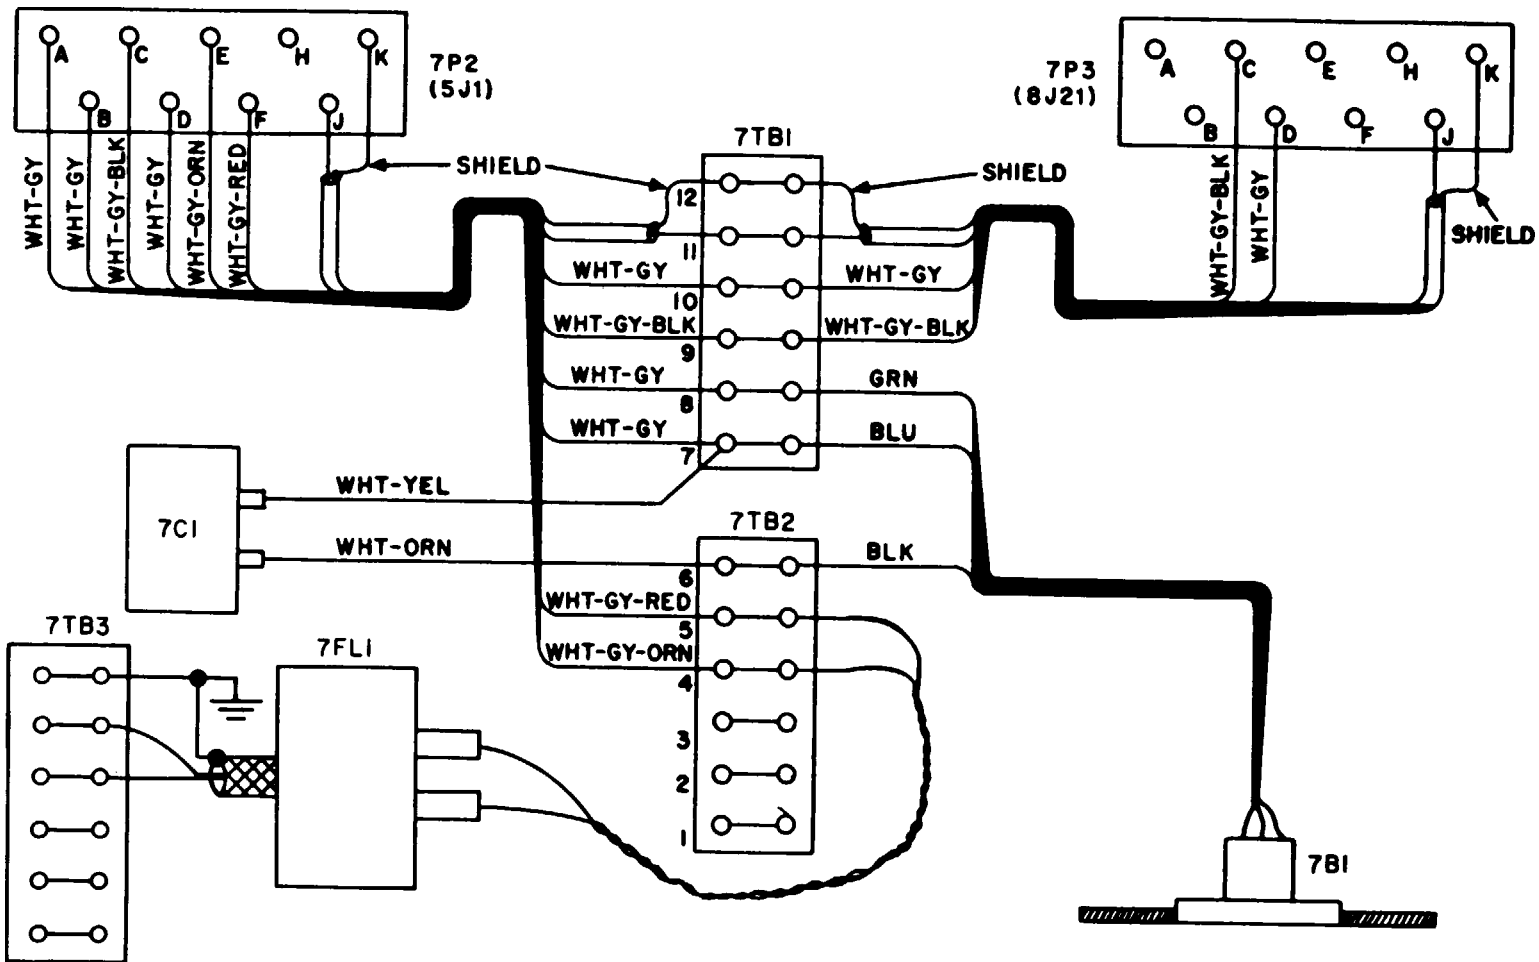 A C E H K
B D F J
7P2
(5J1)
WHT-GY
WHT-GY
WHT-GY-BLK
WHT-GY
WHT-GY-ORN
WHT-GY-RED
SHIELD
7TB1
SHIELD
7P3
(8J21)
A C E H K
B D F J
WHT-GY-BLK
WHT-GY
SHIELD
12
11
WHT-GY
10
WHT-GY
WHT-GY-BLK
9
WHT-GY-BLK
WHT-GY
8
GRN
WHT-GY
7
BLU
7C1
WHT-YEL
WHT-ORN
7TB2
6
BLK
WHT-GY-RED
5
WHT-GY-ORN
4
3
2
1
7TB3
7FL1
7B1